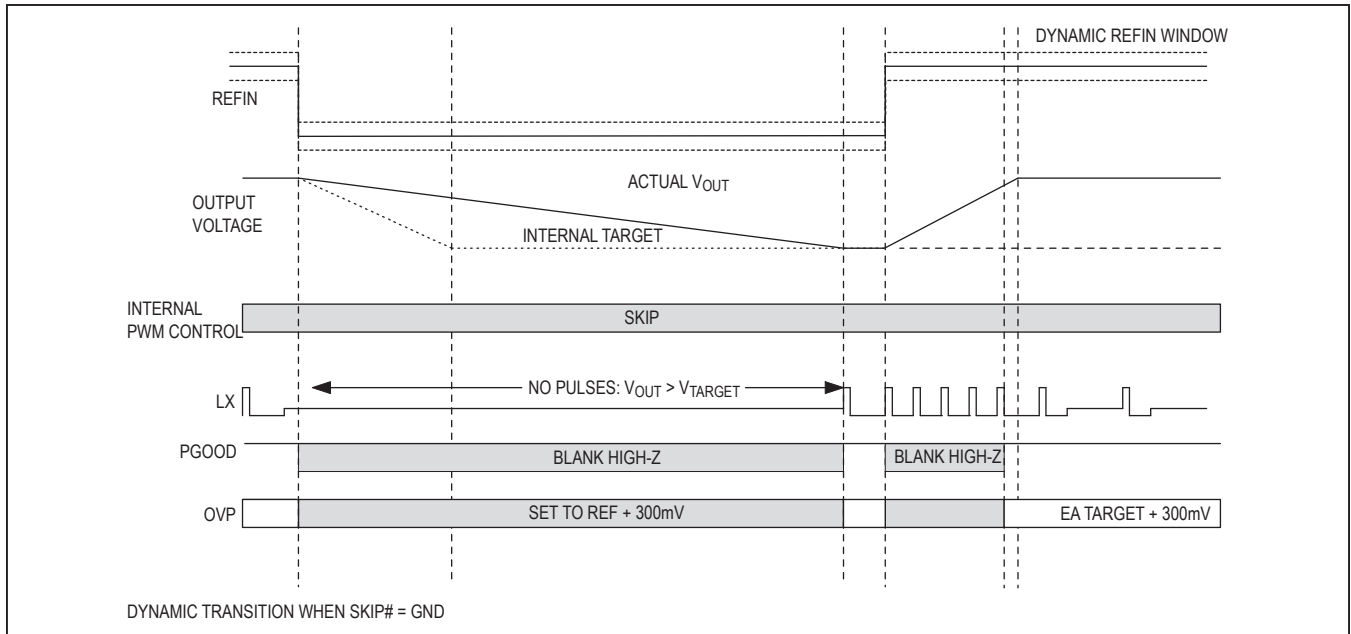 DYNAMIC REFIN WINDOW
REFIN
ACTUAL VOUT
OUTPUT
VOLTAGE
INTERNAL TARGET
INTERNAL
PWM CONTROL
SKIP
NO PULSES: VOUT > VTARGET
LX
PGOOD
BLANK HIGH-Z
BLANK HIGH-Z
OVP
SET TO REF + 300mV
EA TARGET + 300mV
DYNAMIC TRANSITION WHEN SKIP# = GND